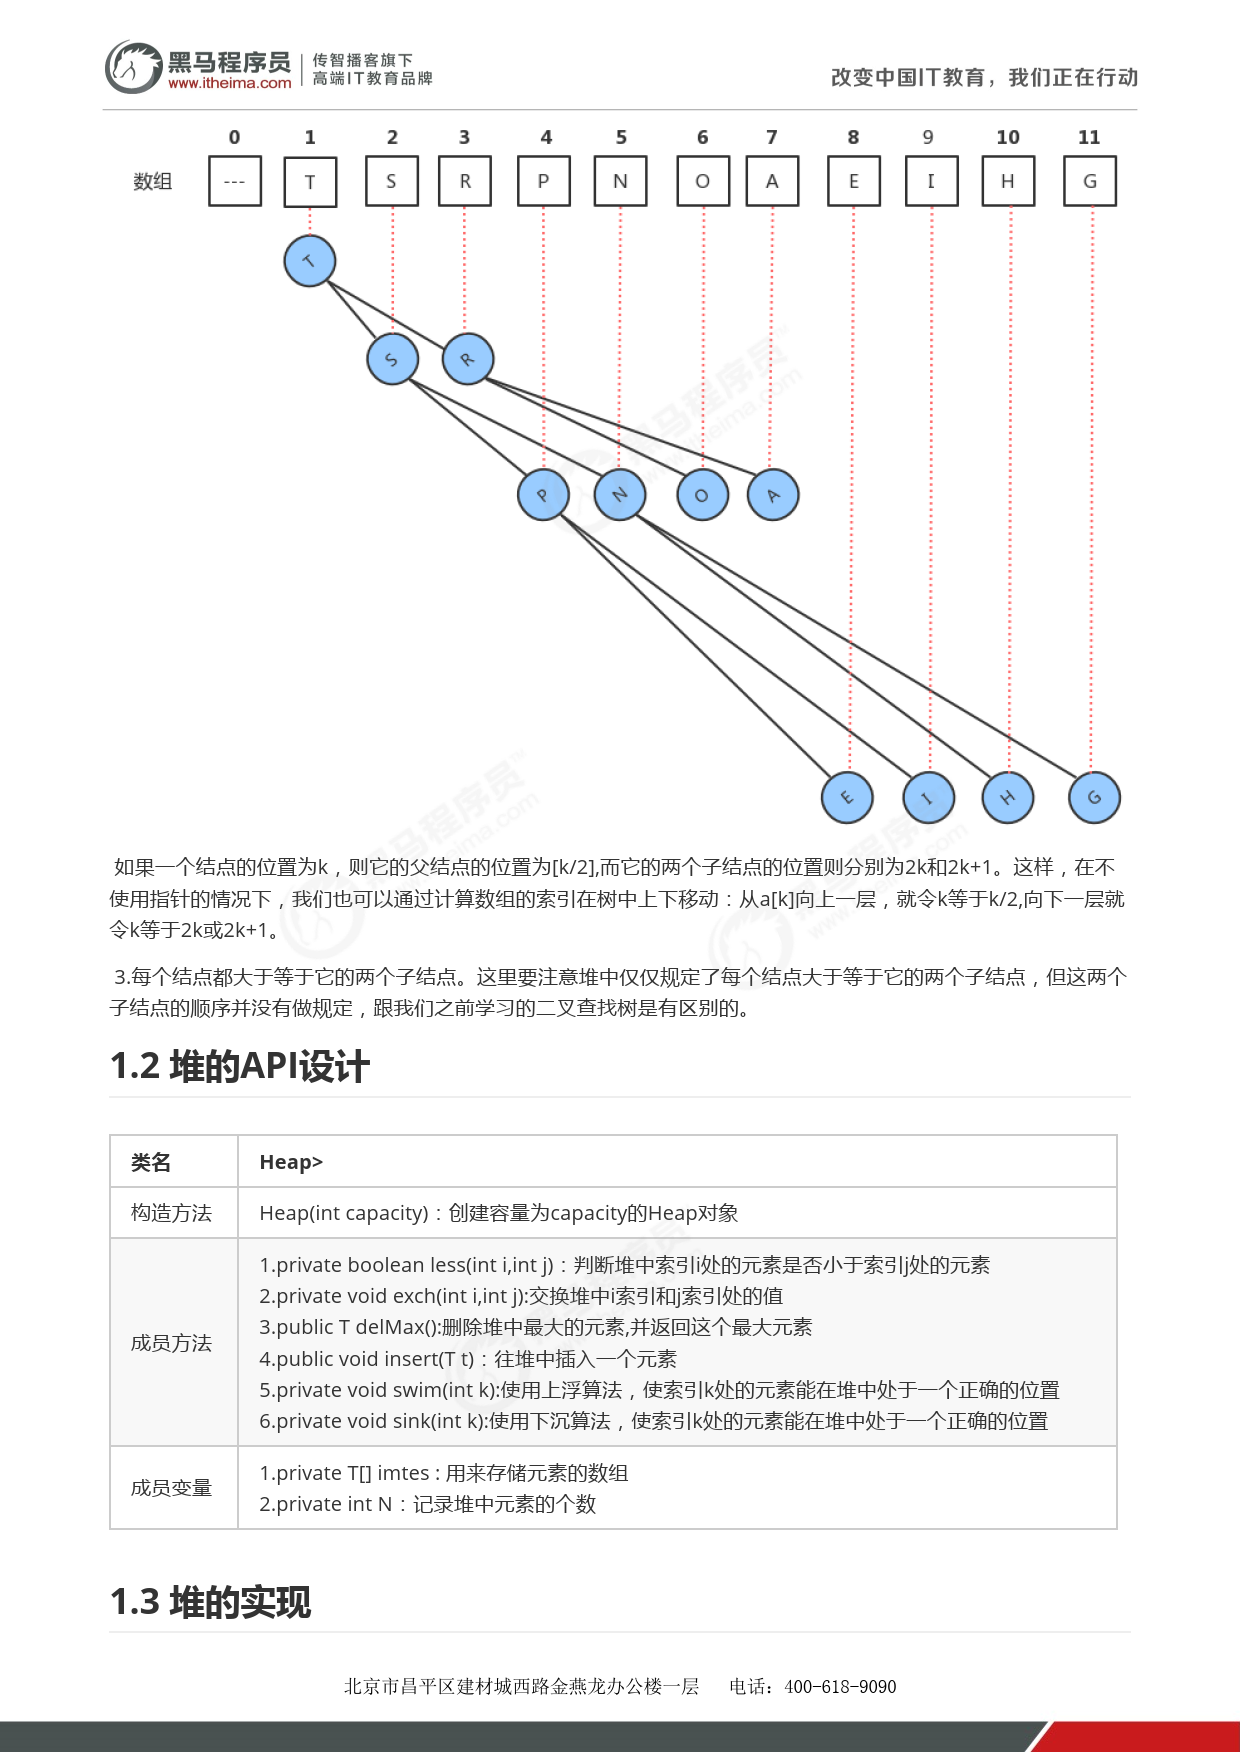 黑马程序员 传智播客旗下
www.itheima.com 高端IT教育品牌
改变中国IT教育，我们正在行动
0 1 2 3 4 5 6 7 8 9 10 11
数组 --- T S R P N O A E I H G
T
S R
P N O A
E I H G
如果一个结点的位置为k，则它的父结点的位置为[k/2],而它的两个子结点的位置则分别为2k和2k+1。这样，在不
使用指针的情况下，我们也可以通过计算数组的索引在树中上下移动：从a[k]向上一层，就令k等于k/2,向下一层就
令k等于2k或2k+1。
3.每个结点都大于等于它的两个子结点。这里要注意堆中仅仅规定了每个结点大于等于它的两个子结点，但这两个
子结点的顺序并没有做规定，跟我们之前学习的二叉查找树是有区别的。
1.2 堆的API设计
类名 Heap>
构造方法 Heap(int capacity)：创建容量为capacity的Heap对象
成员方法
1.private boolean less(int i,int j)：判断堆中索引i处的元素是否小于索引j处的元素
2.private void exch(int i,int j):交换堆中i索引和j索引处的值
3.public T delMax():删除堆中最大的元素,并返回这个最大元素
4.public void insert(T t)：往堆中插入一个元素
5.private void swim(int k):使用上浮算法，使索引k处的元素能在堆中处于一个正确的位置
6.private void sink(int k):使用下沉算法，使索引k处的元素能在堆中处于一个正确的位置
成员变量
1.private T[] imtes : 用来存储元素的数组
2.private int N：记录堆中元素的个数
1.3 堆的实现
北京市昌平区建材城西路金燕龙办公楼一层 电话：400-618-9090